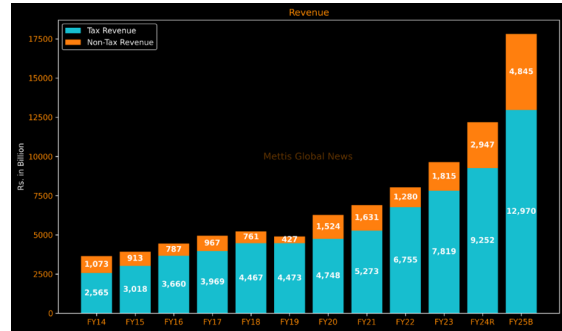 Revenue
Tax Revenue
Non-Tax Revenue
Rs. in Billion
17500
15000
12500
10000
7500
5000
2500
0
Mettis Global News
1,073
913
787
967
761
427
1,524
1,631
1,280
1,815
2,947
4,845
2,565
3,018
3,660
3,969
4,467
4,473
4,748
5,273
6,755
7,819
9,252
12,970
FY14
FY15
FY16
FY17
FY18
FY19
FY20
FY21
FY22
FY23
FY24R
FY25B